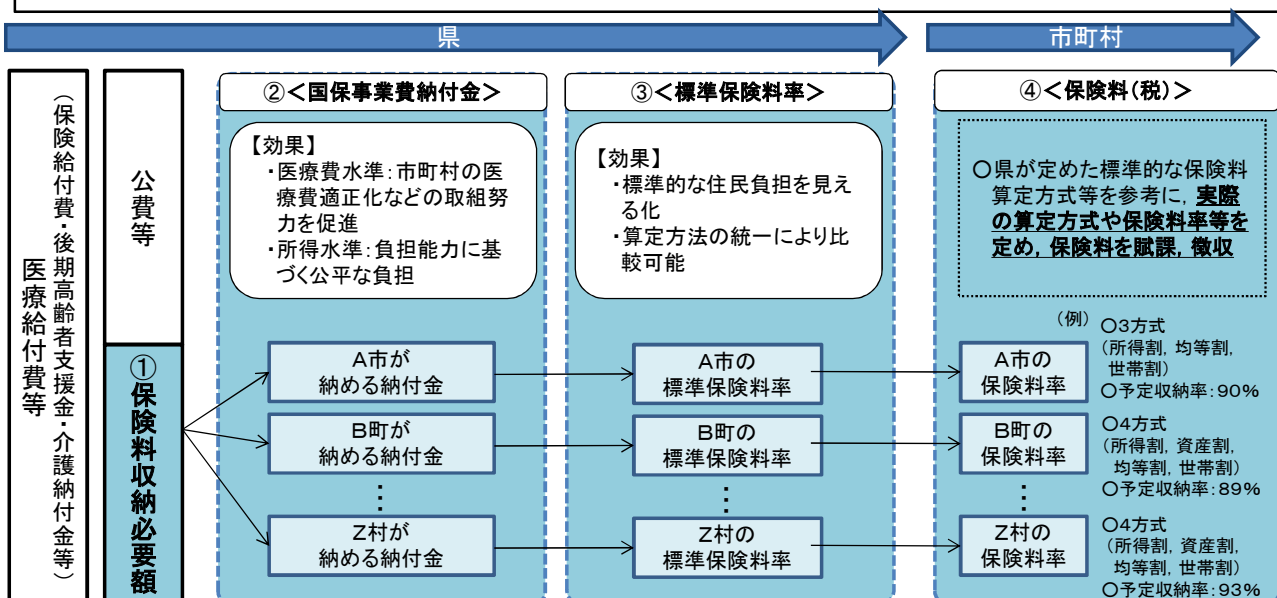 県
市町村
医療給付費等
（保険給付費・後期高齢者支援金・介護納付金等）
公費等
①保険料収納必要額
②＜国保事業費納付金＞
【効果】
・医療費水準：市町村の医
療費適正化などの取組努
力を促進
・所得水準：負担能力に基
づく公平な負担
A市が
納める納付金
B町が
納める納付金
⋮
Z村が
納める納付金
③＜標準保険料率＞
【効果】
・標準的な住民負担を見え
る化
・算定方法の統一により比
較可能
A市の
標準保険料率
B町の
標準保険料率
⋮
Z村の
標準保険料率
④＜保険料（税）＞
○県が定めた標準的な保険料
算定方式等を参考に，実際
の算定方式や保険料率等を
定め，保険料を賦課，徴収
（例）
A市の
保険料率
○3方式
（所得割，均等割，
世帯割）
○予定収納率：90％
B町の
保険料率
○4方式
（所得割，資産割，
均等割，世帯割）
○予定収納率：89％
⋮
Z村の
保険料率
○4方式
（所得割，資産割，
均等割，世帯割）
○予定収納率：93％